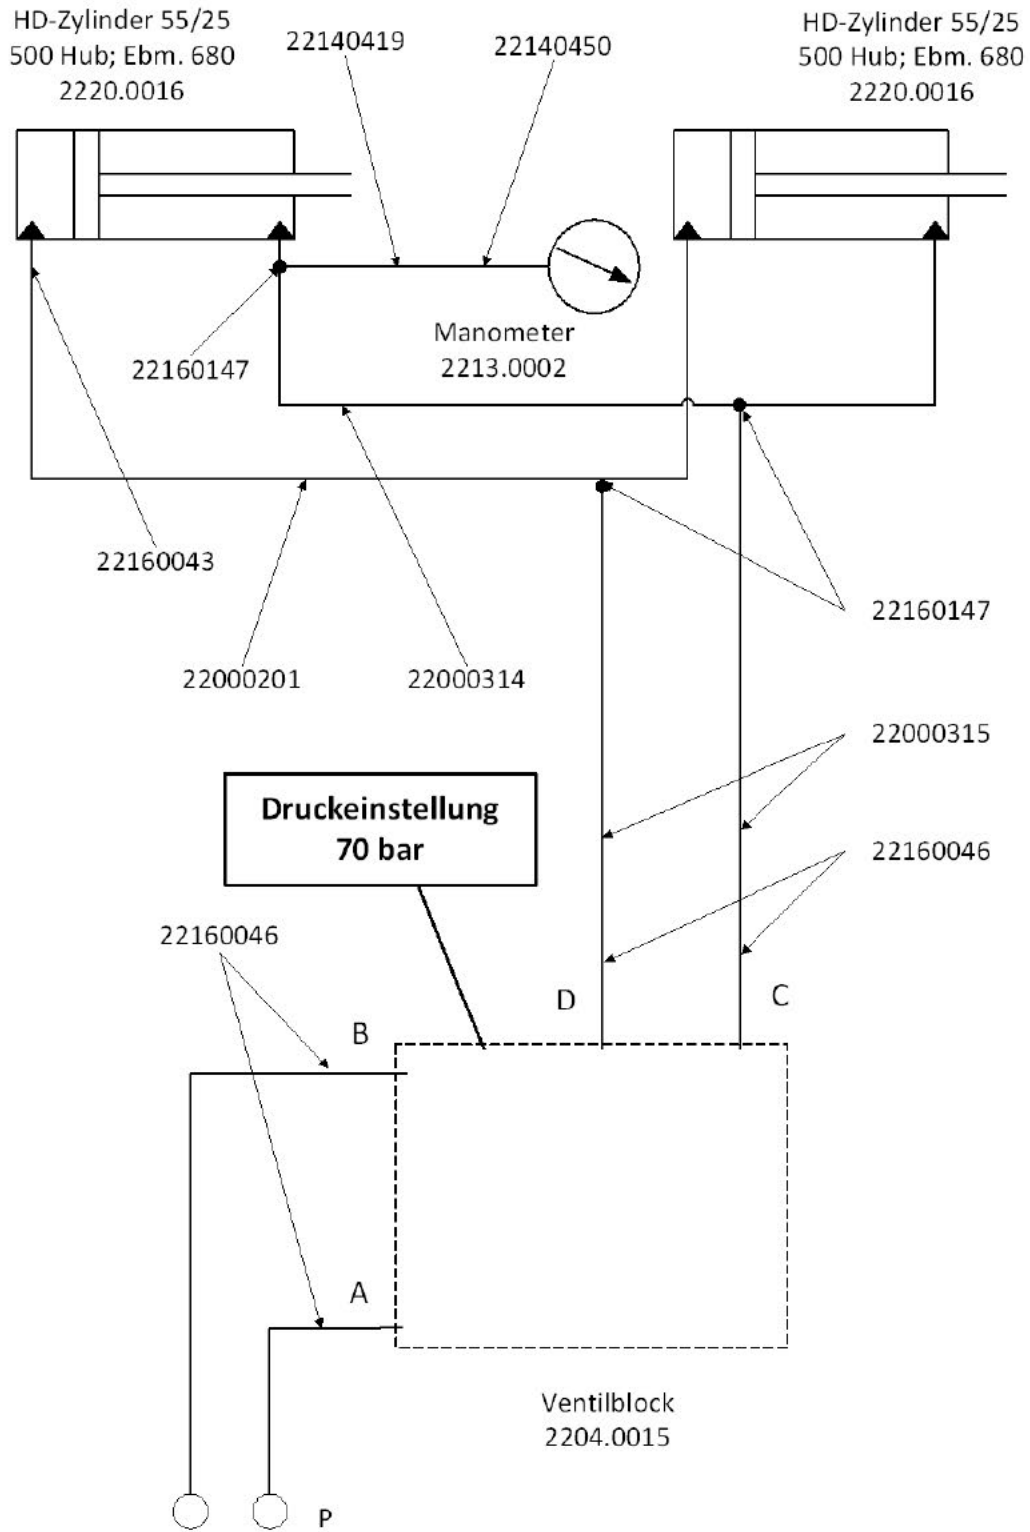 HD-Zylinder 55/25
500 Hub; Ebm. 680
2220.0016
22140419
22140450
HD-Zylinder 55/25
500 Hub; Ebm. 680
2220.0016
Manometer
2213.0002
22160147
22160043
22160147
22000201
22000314
22000315
Druckeinstellung
70 bar
22160046
22160046
D
C
B
A
Ventilblock
2204.0015
P